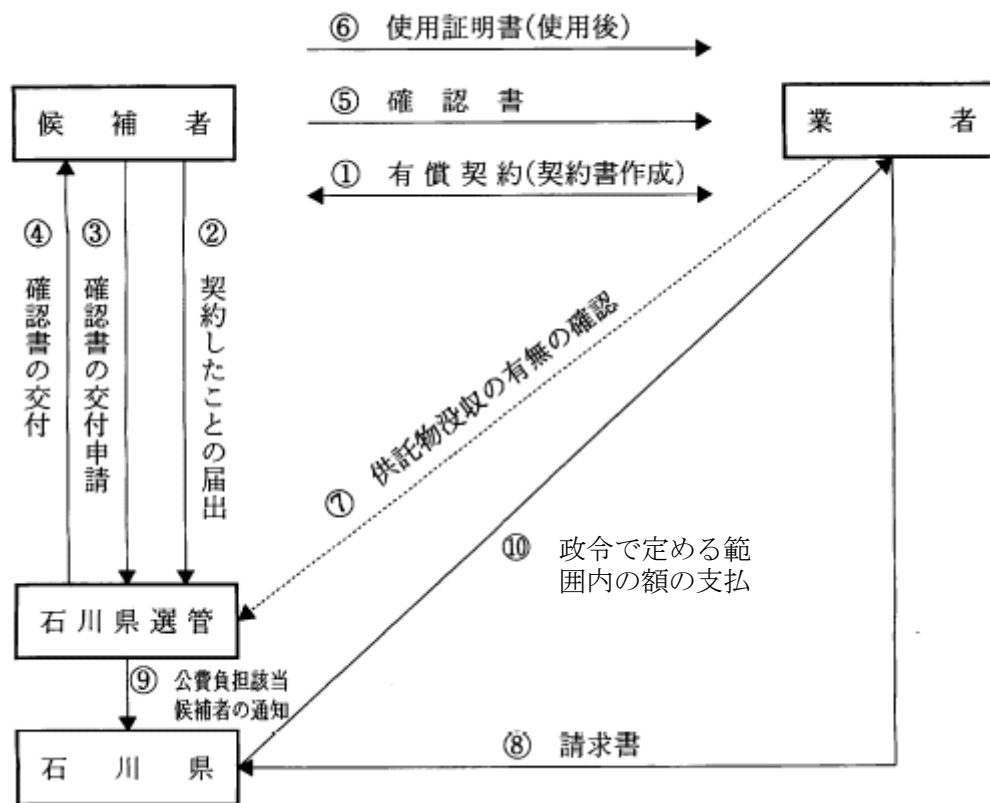 ⑥ 使用証明書(使用後)
候補者
⑤ 確認書
業者
① 有償契約(契約書作成)
④ 確認書の交付
③ 確認書の交付申請
② 契約したことの届出
⑦ 供託物没収の有無の確認
⑩ 政令で定める範
囲内の額の支払
石川県選管
⑨ 公費負担該当
候補者の通知
⑧ 請求書
石川県